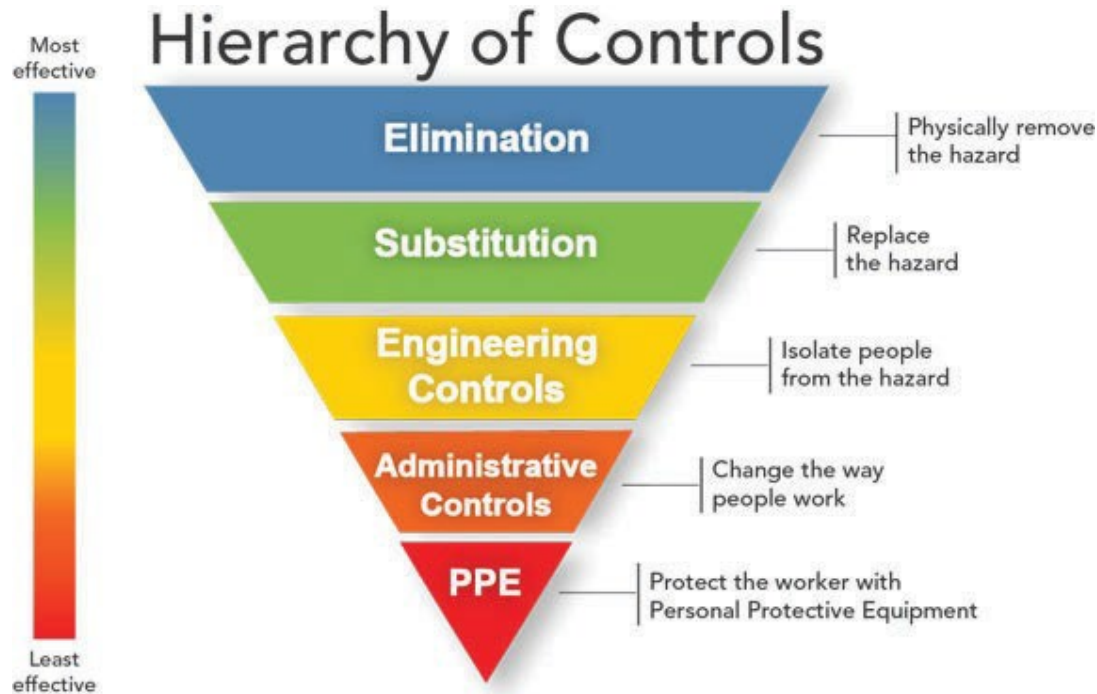 Hierarchy of Controls
Most
effective
Elimination
Physically remove
the hazard
Substitution
Replace
the hazard
Engineering
Controls
Isolate people
from the hazard
Administrative
Controls
Change the way
people work
PPE
Protect the worker with
Personal Protective Equipment
Least
effective